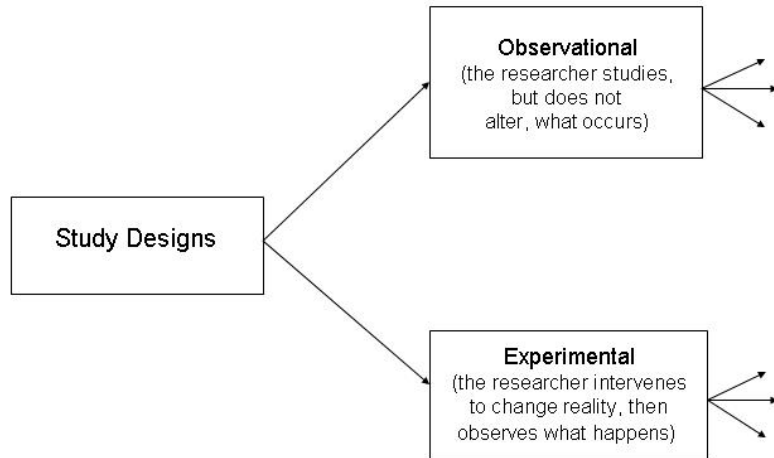 Observational
(the researcher studies,
but does not
alter, what occurs)
Study Designs
Experimental
(the researcher intervenes
to change reality, then
observes what happens)